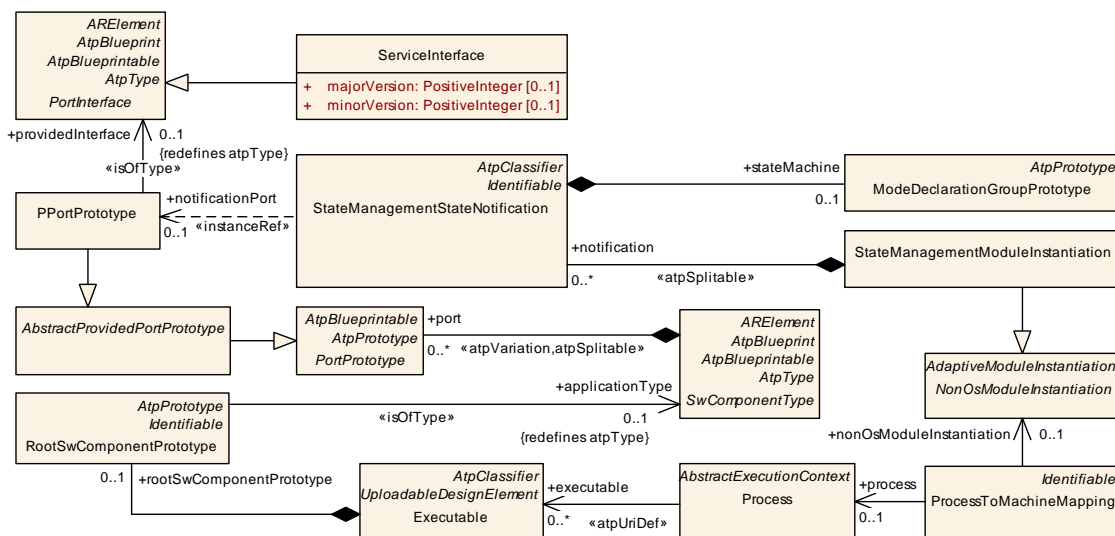 ARElement
AtpBlueprint
AtpBlueprintable
AtpType
PortInterface
ServiceInterface
+ majorVersion: PositiveInteger [0..1]
+ minorVersion: PositiveInteger [0..1]
+providedInterface
0..1
{redefines atpType}
«isOfType»
PPortPrototype
+notificationPort
0..1
«instanceRef»
AtpClassifier
Identifiable
StateManagementStateNotification
+stateMachine
0..1
AtpPrototype
ModeDeclarationGroupPrototype
+notification
0..*
«atpSplitable»
StateManagementModuleInstantiation
AbstractProvidedPortPrototype
AtpBlueprintable
AtpPrototype
PortPrototype
+port
0..*
«atpVariation,atpSplitable»
ARElement
AtpBlueprint
AtpBlueprintable
AtpType
SwComponentType
AdaptiveModuleInstantiation
NonOsModuleInstantiation
AtpPrototype
Identifiable
RootSwComponentPrototype
+applicationType
«isOfType»
0..1
{redefines atpType}
+nonOsModuleInstantiation
0..1
0..1
+rootSwComponentPrototype
AtpClassifier
UploadableDesignElement
Executable
+executable
0..*
«atpUriDef»
AbstractExecutionContext
Process
+process
0..1
Identifiable
ProcessToMachineMapping